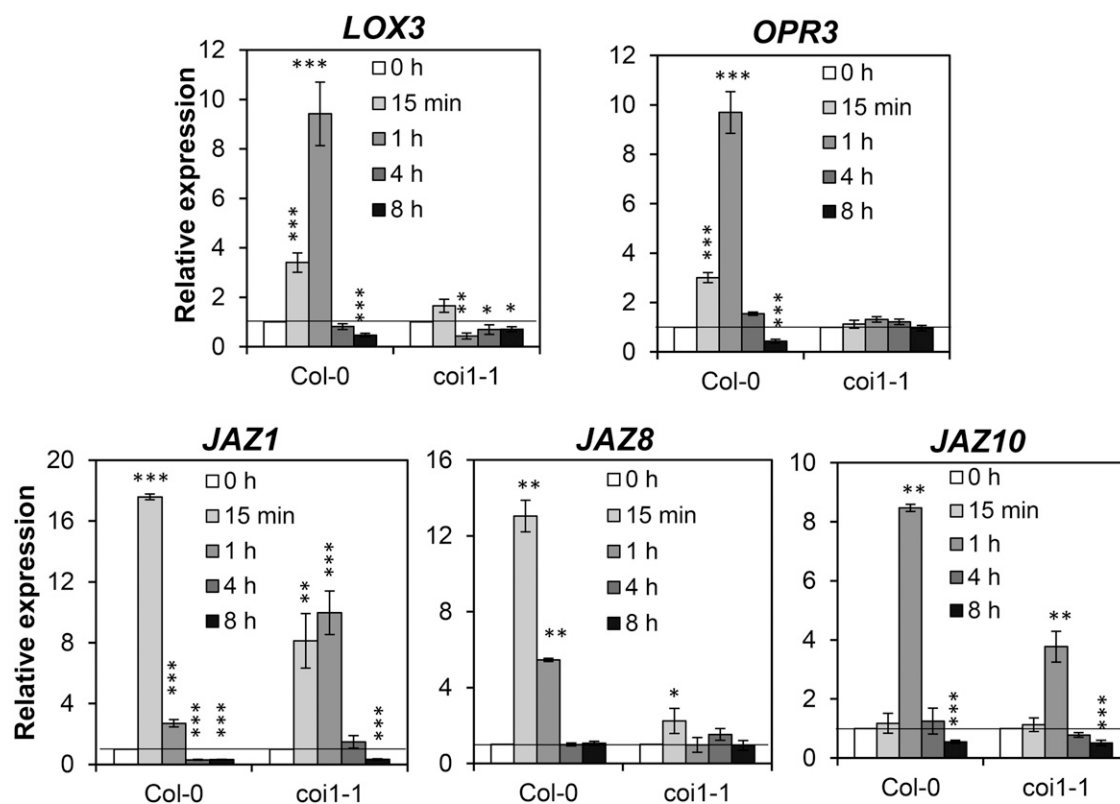 LOX3
Relative expression
12
10
8
6
4
2
0
***
***
***
**
*
*
0 h
15 min
1 h
4 h
8 h
Col-0
coi1-1
OPR3
12
10
8
6
4
2
0
***
***
***
0 h
15 min
1 h
4 h
8 h
Col-0
coi1-1
JAZ1
Relative expression
20
16
12
8
4
0
***
***
***
***
**
***
***
0 h
15 min
1 h
4 h
8 h
Col-0
coi1-1
JAZ8
16
12
8
4
0
**
**
*
0 h
15 min
1 h
4 h
8 h
Col-0
coi1-1
JAZ10
10
8
6
4
2
0
**
***
**
***
0 h
15 min
1 h
4 h
8 h
Col-0
coi1-1